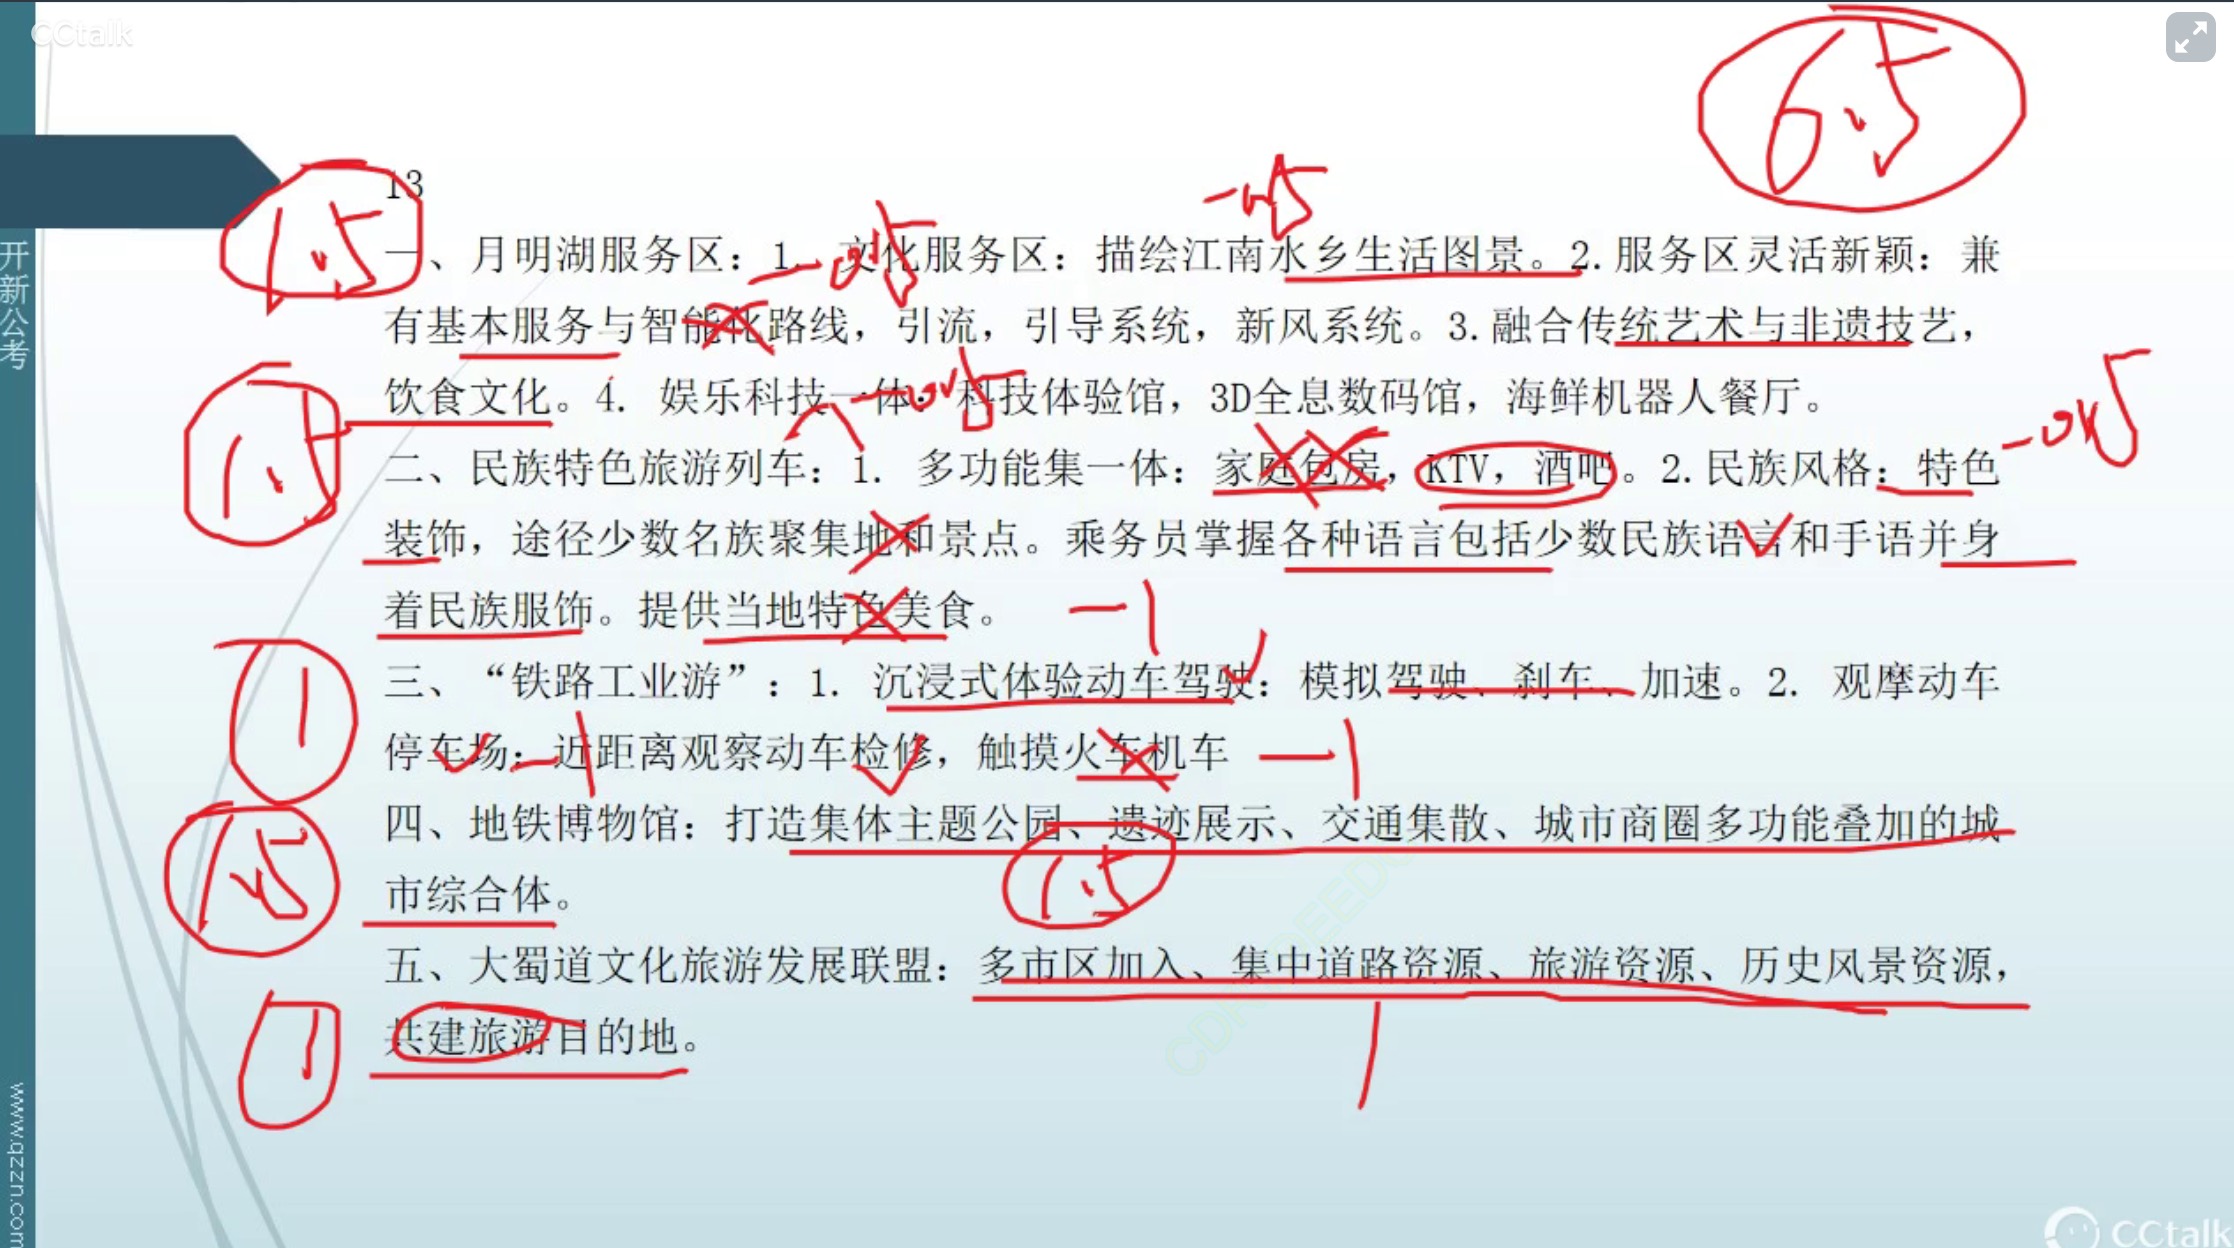 CCtalk
6.5
13
1.5
-0.5
-0.5
一、月明湖服务区：1. 文化服务区：描绘江南水乡生活图景。2.服务区灵活新颖：兼
有基本服务与智能化路线，引流，引导系统，新风系统。3.融合传统艺术与非遗技艺，
饮食文化。4. 娱乐科技一体：科技体验馆，3D全息数码馆，海鲜机器人餐厅。
-0.5
-0.5
1.5
二、民族特色旅游列车：1. 多功能集一体：家庭包房，KTV，酒吧。2.民族风格：特色
装饰，途径少数名族聚集地和景点。乘务员掌握各种语言包括少数民族语言和手语并身
着民族服饰。提供当地特色美食。
-1
1
三、“铁路工业游”：1. 沉浸式体验动车驾驶：模拟驾驶、刹车、加速。2. 观摩动车
停车场：近距离观察动车检修，触摸火车机车
-1
-1
1.5
四、地铁博物馆：打造集体主题公园、遗迹展示、交通集散、城市商圈多功能叠加的城
市综合体。
1.5
五、大蜀道文化旅游发展联盟：多市区加入、集中道路资源、旅游资源、历史风景资源，
共建旅游目的地。
1
1
开新公考
www.qzzn.com
CCtalk